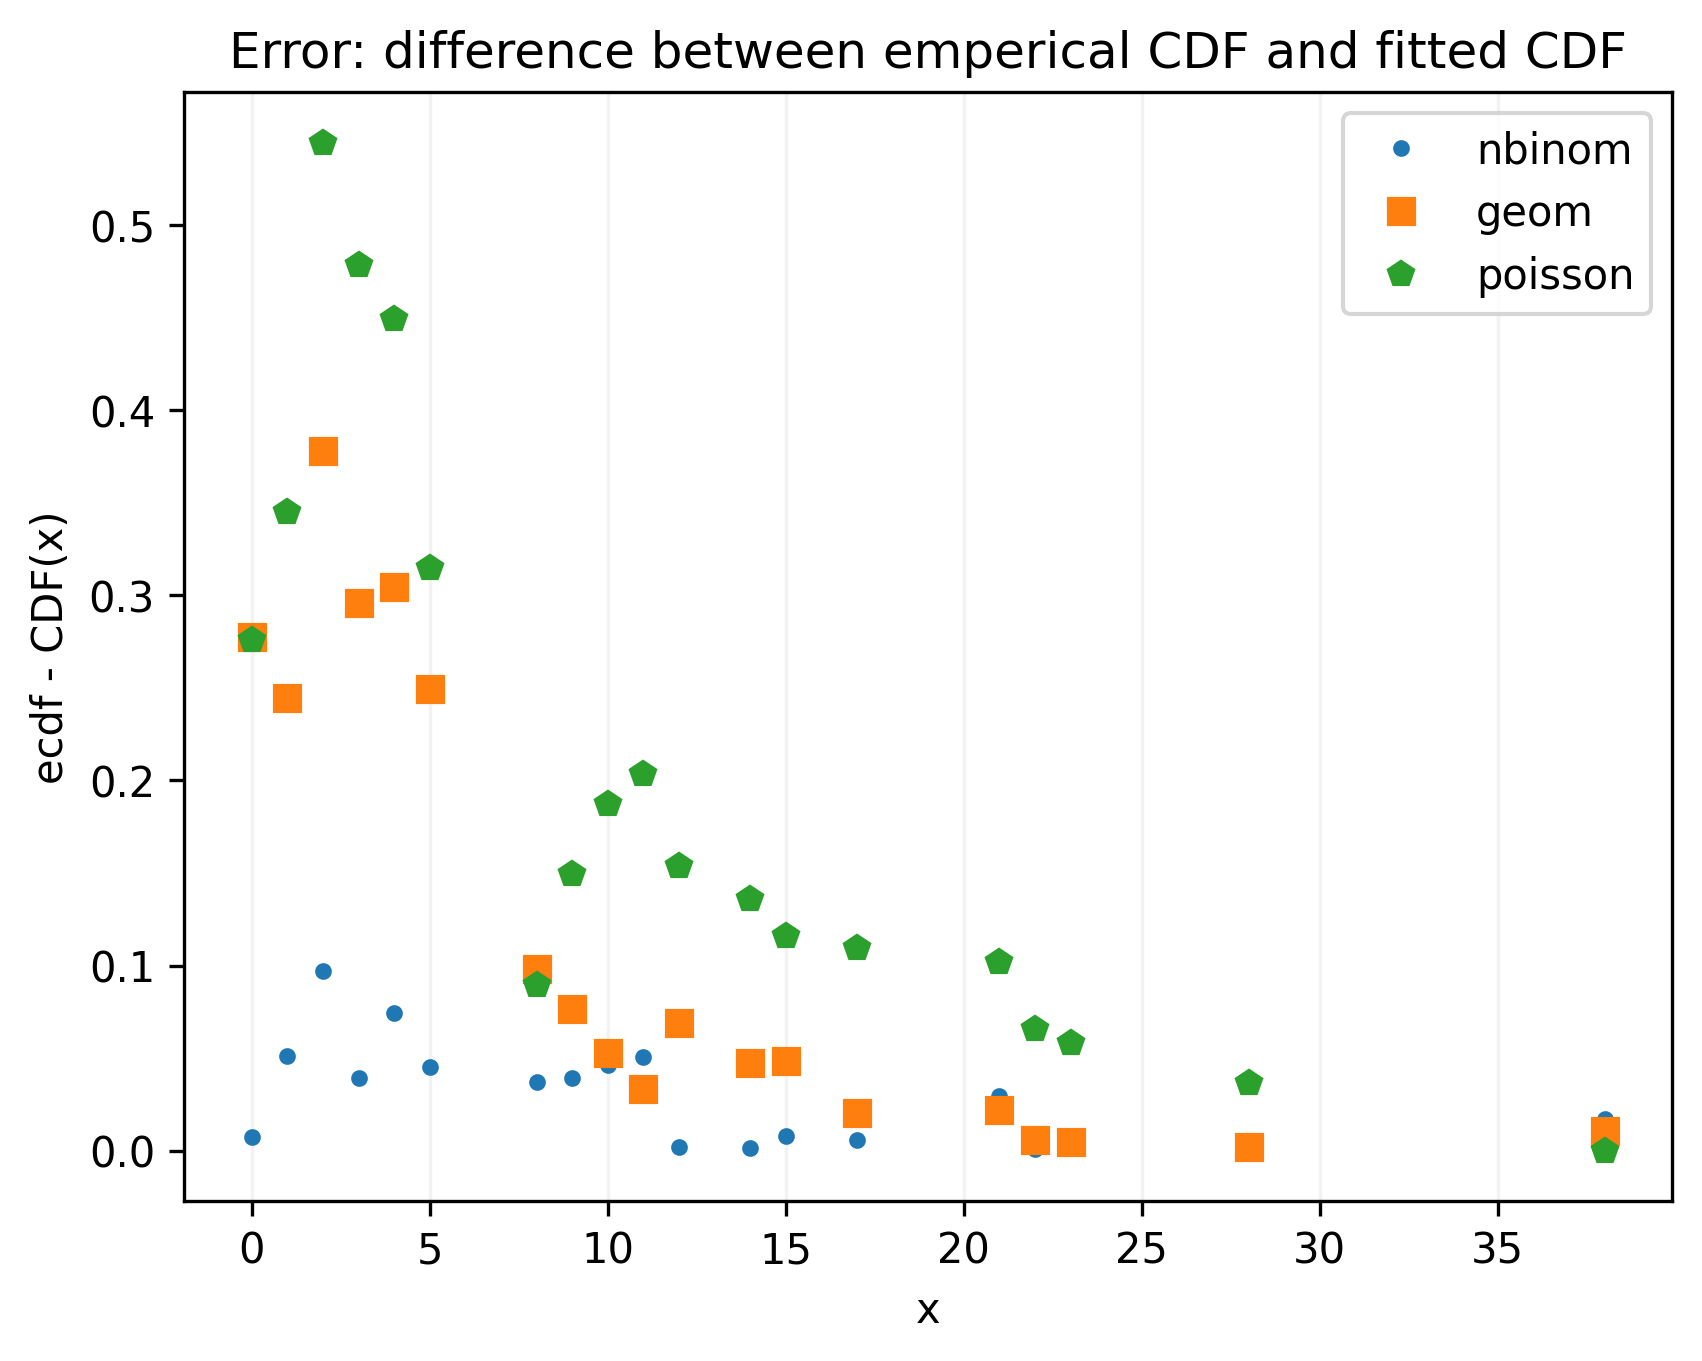 Error: difference between emperical CDF and fitted CDF
nbinom
geom
poisson
ecdf - CDF(x)
0.5
0.4
0.3
0.2
0.1
0.0
0 5 10 15 20 25 30 35
x